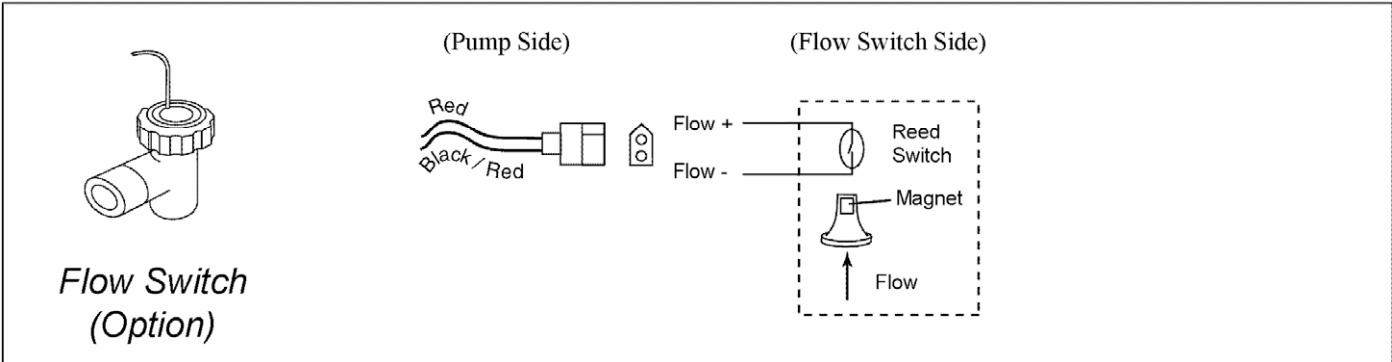 (Pump Side)
(Flow Switch Side)
Red
Black / Red
Flow +
Flow -
Reed
Switch
Magnet
Flow
Flow Switch
(Option)